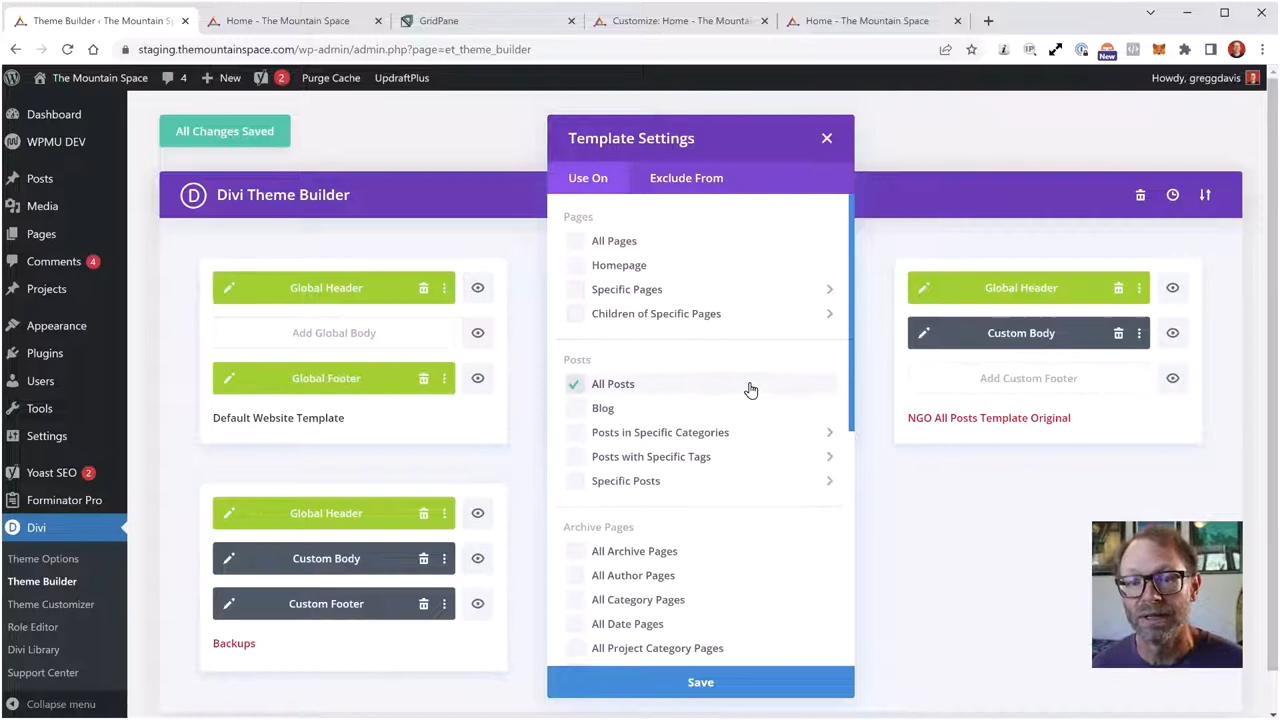 Theme Builder ‹ The Mountain Sp
Home - The Mountain Space
GridPane
Customize: Home - The Mounta
Home - The Mountain Space
staging.themountainspace.com/wp-admin/admin.php?page=et_theme_builder
New
The Mountain Space
4
New
2
Purge Cache
UpdraftPlus
Howdy, greggdavis
Dashboard
WPMU DEV
Posts
Media
Pages
Comments 4
Projects
Appearance
Plugins
Users
Tools
Settings
Yoast SEO 2
Forminator Pro
Divi
Theme Options
Theme Builder
Theme Customizer
Role Editor
Divi Library
Support Center
Collapse menu
All Changes Saved
D Divi Theme Builder
Global Header
Add Global Body
Global Footer
Default Website Template
Global Header
Custom Body
Custom Footer
Backups
Template Settings
Use On
Exclude From
Pages
All Pages
Homepage
Specific Pages
Children of Specific Pages
Posts
All Posts
Blog
Posts in Specific Categories
Posts with Specific Tags
Specific Posts
Archive Pages
All Archive Pages
All Author Pages
All Category Pages
All Date Pages
All Project Category Pages
Save
Global Header
Custom Body
Add Custom Footer
NGO All Posts Template Original